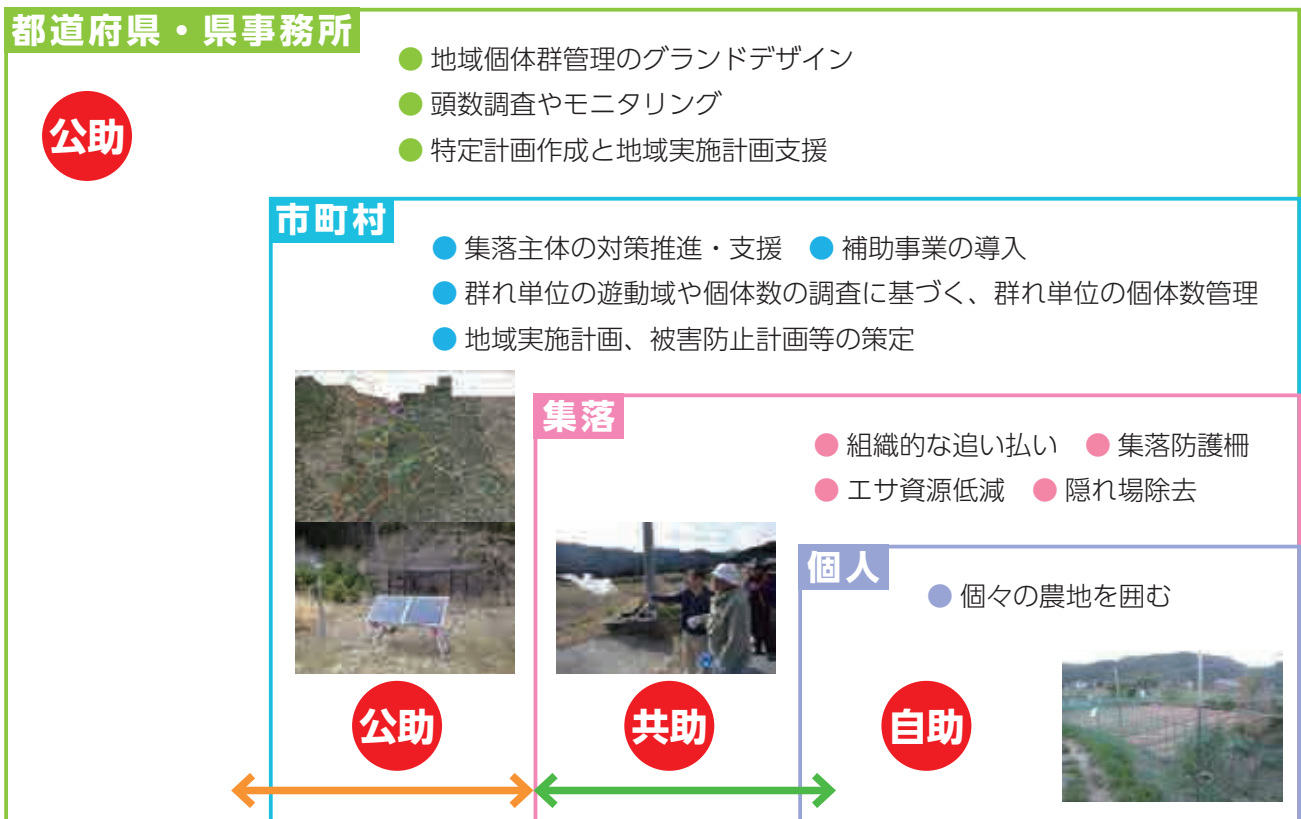 都道府県・県事務所
公助
● 地域個体群管理のグランドデザイン
● 頭数調査やモニタリング
● 特定計画作成と地域実施計画支援
市町村
● 集落主体の対策推進・支援 ● 補助事業の導入
● 群れ単位の遊動域や個体数の調査に基づく、群れ単位の個体数管理
● 地域実施計画、被害防止計画等の策定
公助
集落
● 組織的な追い払い ● 集落防護柵
● エサ資源低減 ● 隠れ場除去
共助
個人
● 個々の農地を囲む
自助